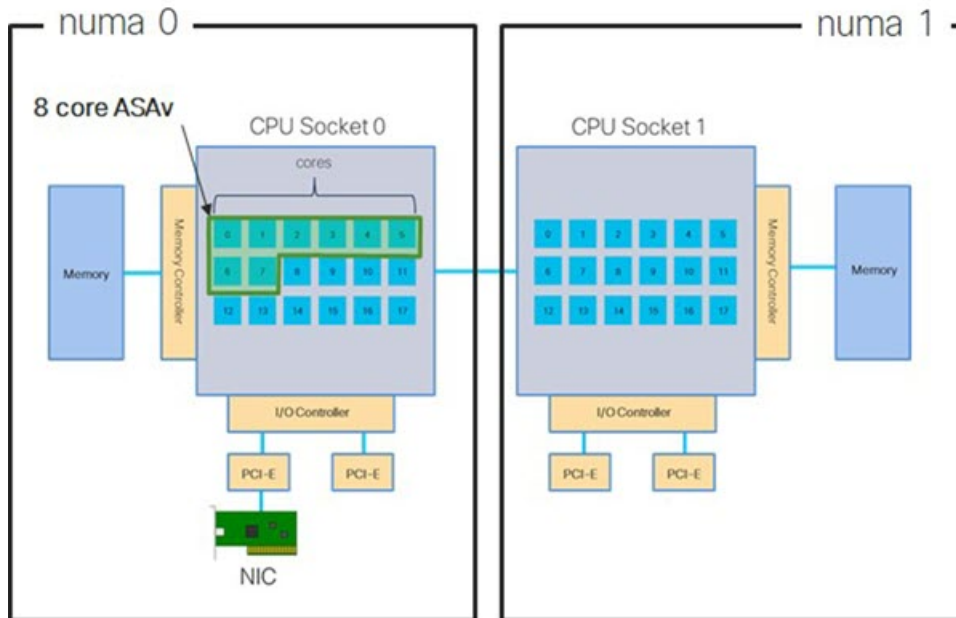 numa 0
numa 1
8 core ASAv
CPU Socket 0
CPU Socket 1
cores
Memory
Memory Controller
0 1 2 3 4 5
6 7 8 9 10 11
12 13 14 15 16 17
0 1 2 3 4 5
6 7 8 9 10 11
12 13 14 15 16 17
Memory Controller
Memory
I/O Controller
I/O Controller
PCI-E
PCI-E
PCI-E
PCI-E
NIC